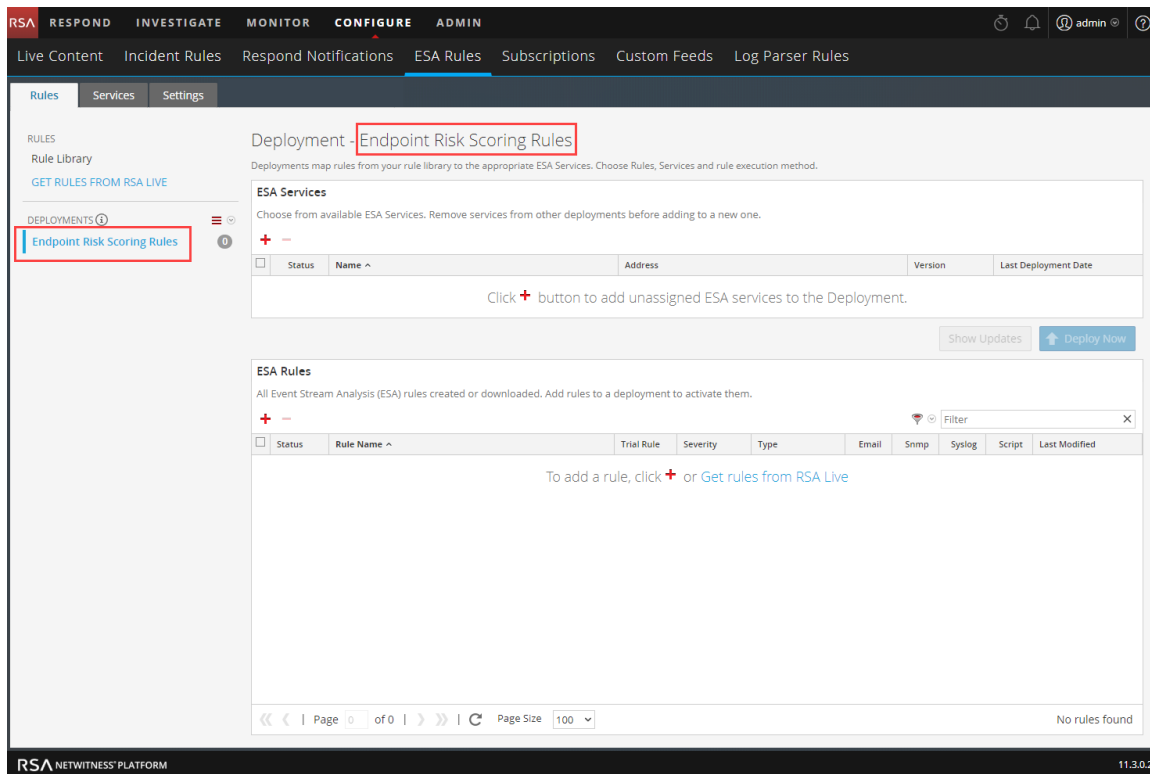 RSA RESPOND INVESTIGATE MONITOR CONFIGURE ADMIN admin
Live Content Incident Rules Respond Notifications ESA Rules Subscriptions Custom Feeds Log Parser Rules
Rules Services Settings
RULES
Rule Library
GET RULES FROM RSA LIVE
DEPLOYMENTS
Endpoint Risk Scoring Rules 0
Deployment - Endpoint Risk Scoring Rules
Deployments map rules from your rule library to the appropriate ESA Services. Choose Rules, Services and rule execution method.
ESA Services
Choose from available ESA Services. Remove services from other deployments before adding to a new one.
+ −
Status Name Address Version Last Deployment Date
Click + button to add unassigned ESA services to the Deployment.
Show Updates Deploy Now
ESA Rules
All Event Stream Analysis (ESA) rules created or downloaded. Add rules to a deployment to activate them.
+ − Filter X
Status Rule Name Trial Rule Severity Type Email Snmp Syslog Script Last Modified
To add a rule, click + or Get rules from RSA Live
| Page 0 of 0 | | Page Size 100 No rules found
RSA NETWITNESS® PLATFORM 11.3.0.2